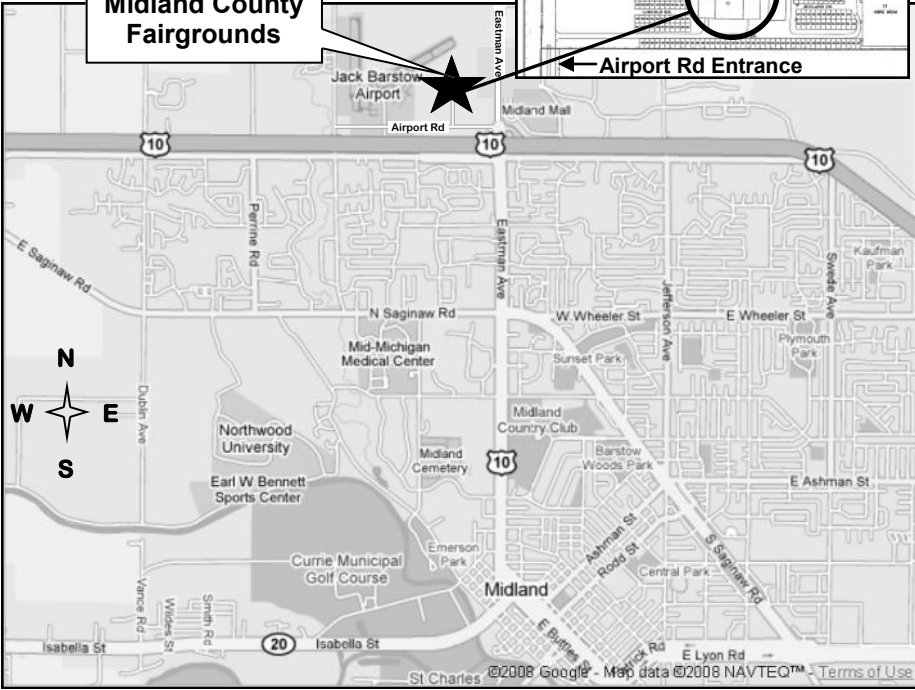 Midland County
Fairgrounds
Eastman Ave
Airport Rd Entrance
Jack Barstow
Airport
Midland Mall
Airport Rd
10
10
10
Perrine Rd
Eastman Ave
E Saginaw Rd
Kaufman
Park
Swede Ave
Jefferson Ave
N Saginaw Rd
W Wheeler St
E Wheeler St
Mid-Michigan
Medical Center
Sunset Park
Plymouth
Park
N
W
E
S
Dublin Ave
Northwood
University
Midland
Country Club
Midland
Cemetery
10
Barstow
Woods Park
Earl W Bennett
Sports Center
E Ashman St
Ashman St
Rodd St
S Saginaw Rd
Emerson
Park
Currie Municipal
Golf Course
Central Park
Midland
Vance Rd
Wildes St
Smith Rd
Isabella St
20
Isabella St
E Buttles St
E Lyon Rd
St Charles
©2008 Google - Map data ©2008 NAVTEQ™ - Terms of Use